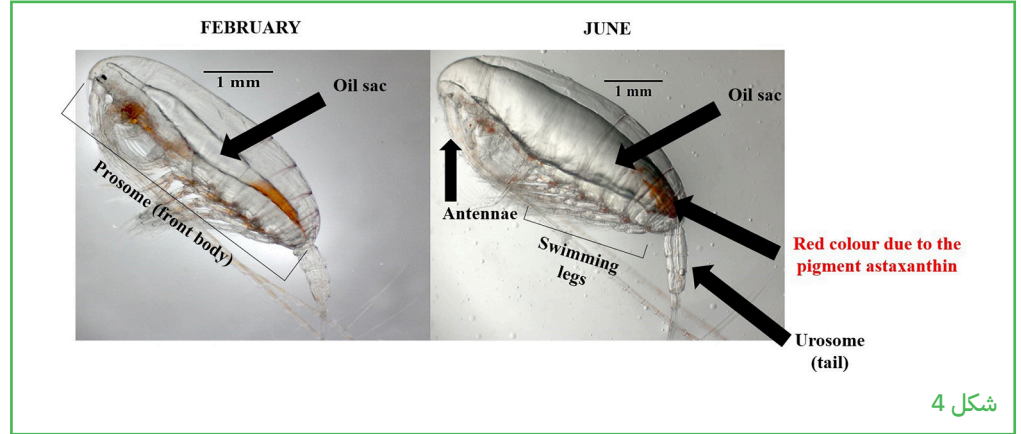 FEBRUARY
JUNE
1 mm
Oil sac
1 mm
Oil sac
Prosome (front body)
Antennae
Swimming
legs
Red colour due to the
pigment astaxanthin
Urosome
(tail)
شكل 4